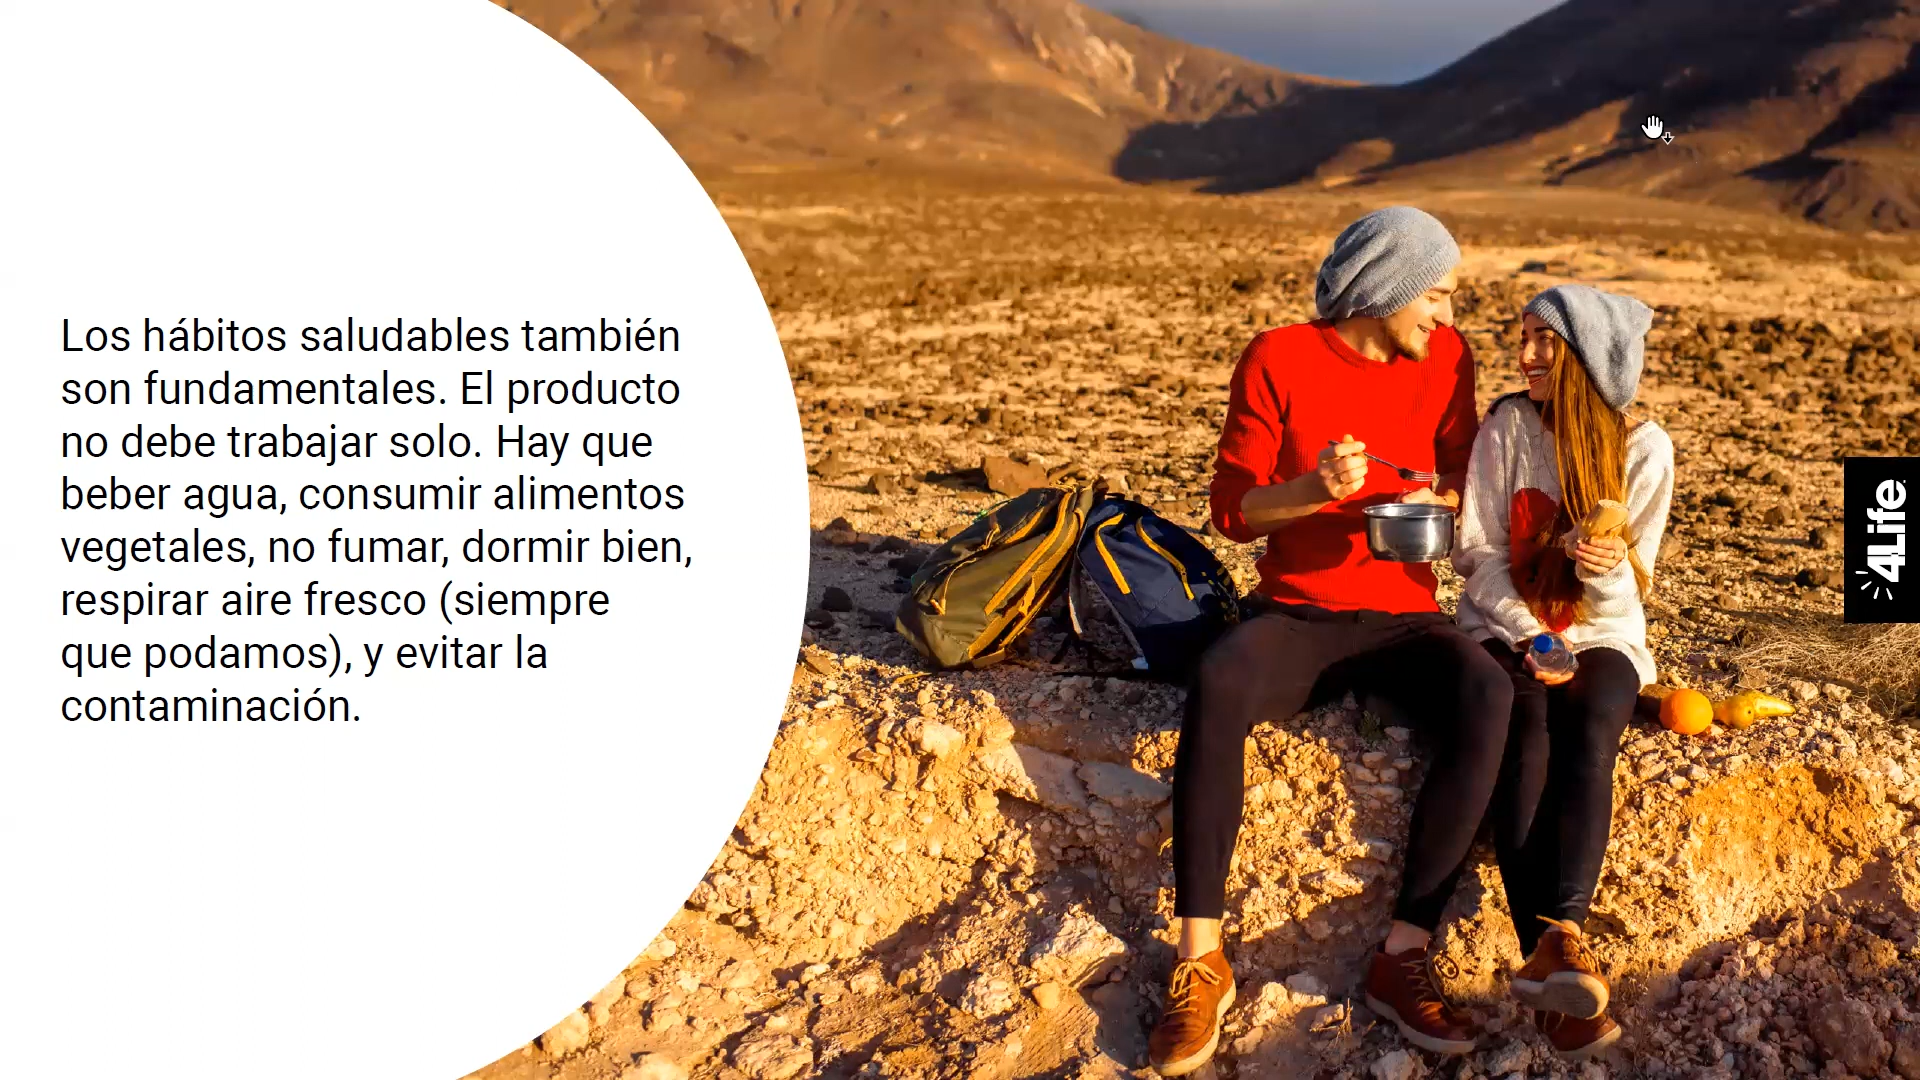 Los hábitos saludables también
son fundamentales. El producto
no debe trabajar solo. Hay que
beber agua, consumir alimentos
vegetales, no fumar, dormir bien,
respirar aire fresco (siempre
que podamos), y evitar la
contaminación.
4Life